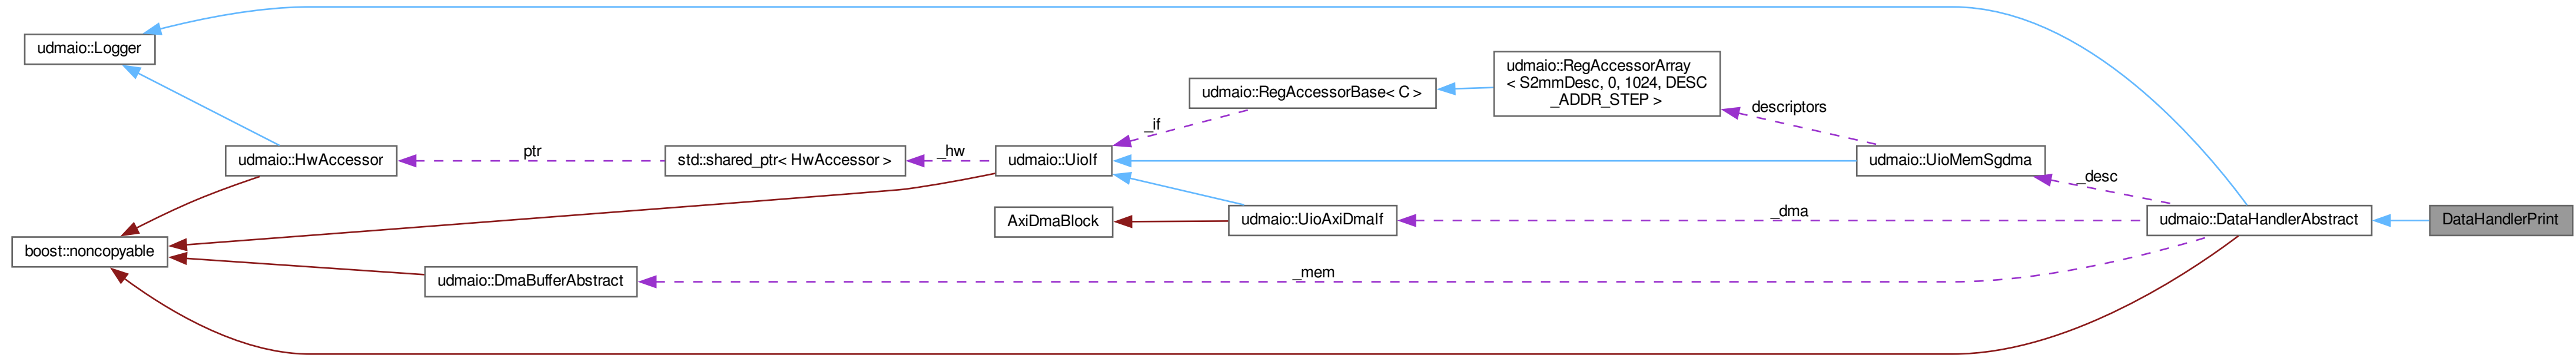 udmaio::Logger
udmaio::RegAccessorArray
< S2mmDesc, 0, 1024, DESC
_ADDR_STEP >
udmaio::RegAccessorBase< C >
descriptors
_if
udmaio::HwAccessor
ptr
std::shared_ptr< HwAccessor >
_hw
udmaio::UioIf
udmaio::UioMemSgdma
_desc
AxiDmaBlock
udmaio::UioAxiDmaIf
_dma
udmaio::DataHandlerAbstract
DataHandlerPrint
boost::noncopyable
udmaio::DmaBufferAbstract
_mem